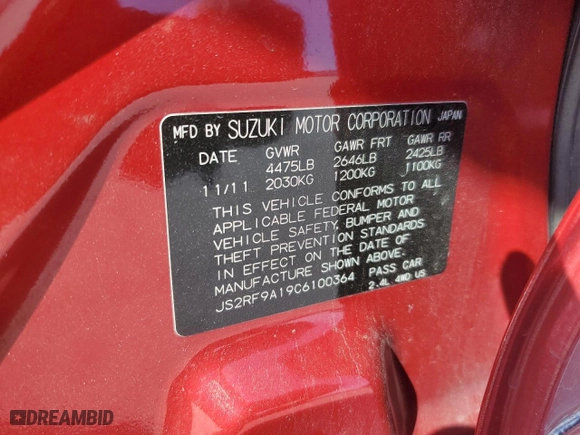 MFD BY SUZUKI MOTOR CORPORATION JAPAN
DATE GVWR GAWR FRT GAWR RR
4475LB 2646LB 2425LB
11/11 2030KG 1200KG 1100KG
THIS VEHICLE CONFORMS TO ALL
APPLICABLE FEDERAL MOTOR
VEHICLE SAFETY, BUMPER AND
THEFT PREVENTION STANDARDS
IN EFFECT ON THE DATE OF
MANUFACTURE SHOWN ABOVE.
JS2RF9A19C6100364 PASS CAR
2.4L 4WD US
DREAMBID